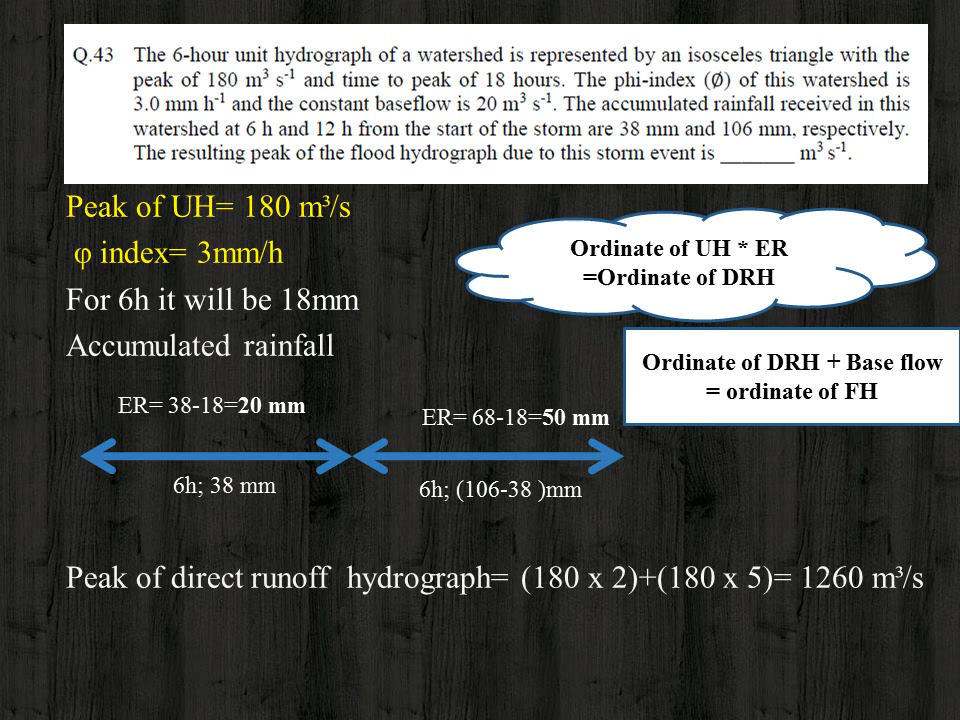 Q.43 The 6-hour unit hydrograph of a watershed is represented by an isosceles triangle with the
peak of 180 m³ s⁻¹ and time to peak of 18 hours. The phi-index (Ø) of this watershed is
3.0 mm h⁻¹ and the constant baseflow is 20 m³ s⁻¹. The accumulated rainfall received in this
watershed at 6 h and 12 h from the start of the storm are 38 mm and 106 mm, respectively.
The resulting peak of the flood hydrograph due to this storm event is _______ m³ s⁻¹.
Peak of UH= 180 m³/s
φ index= 3mm/h
For 6h it will be 18mm
Accumulated rainfall
Ordinate of UH * ER
=Ordinate of DRH
Ordinate of DRH + Base flow
= ordinate of FH
ER= 38-18=20 mm
ER= 68-18=50 mm
6h; 38 mm
6h; (106-38 )mm
Peak of direct runoff hydrograph= (180 x 2)+(180 x 5)= 1260 m³/s